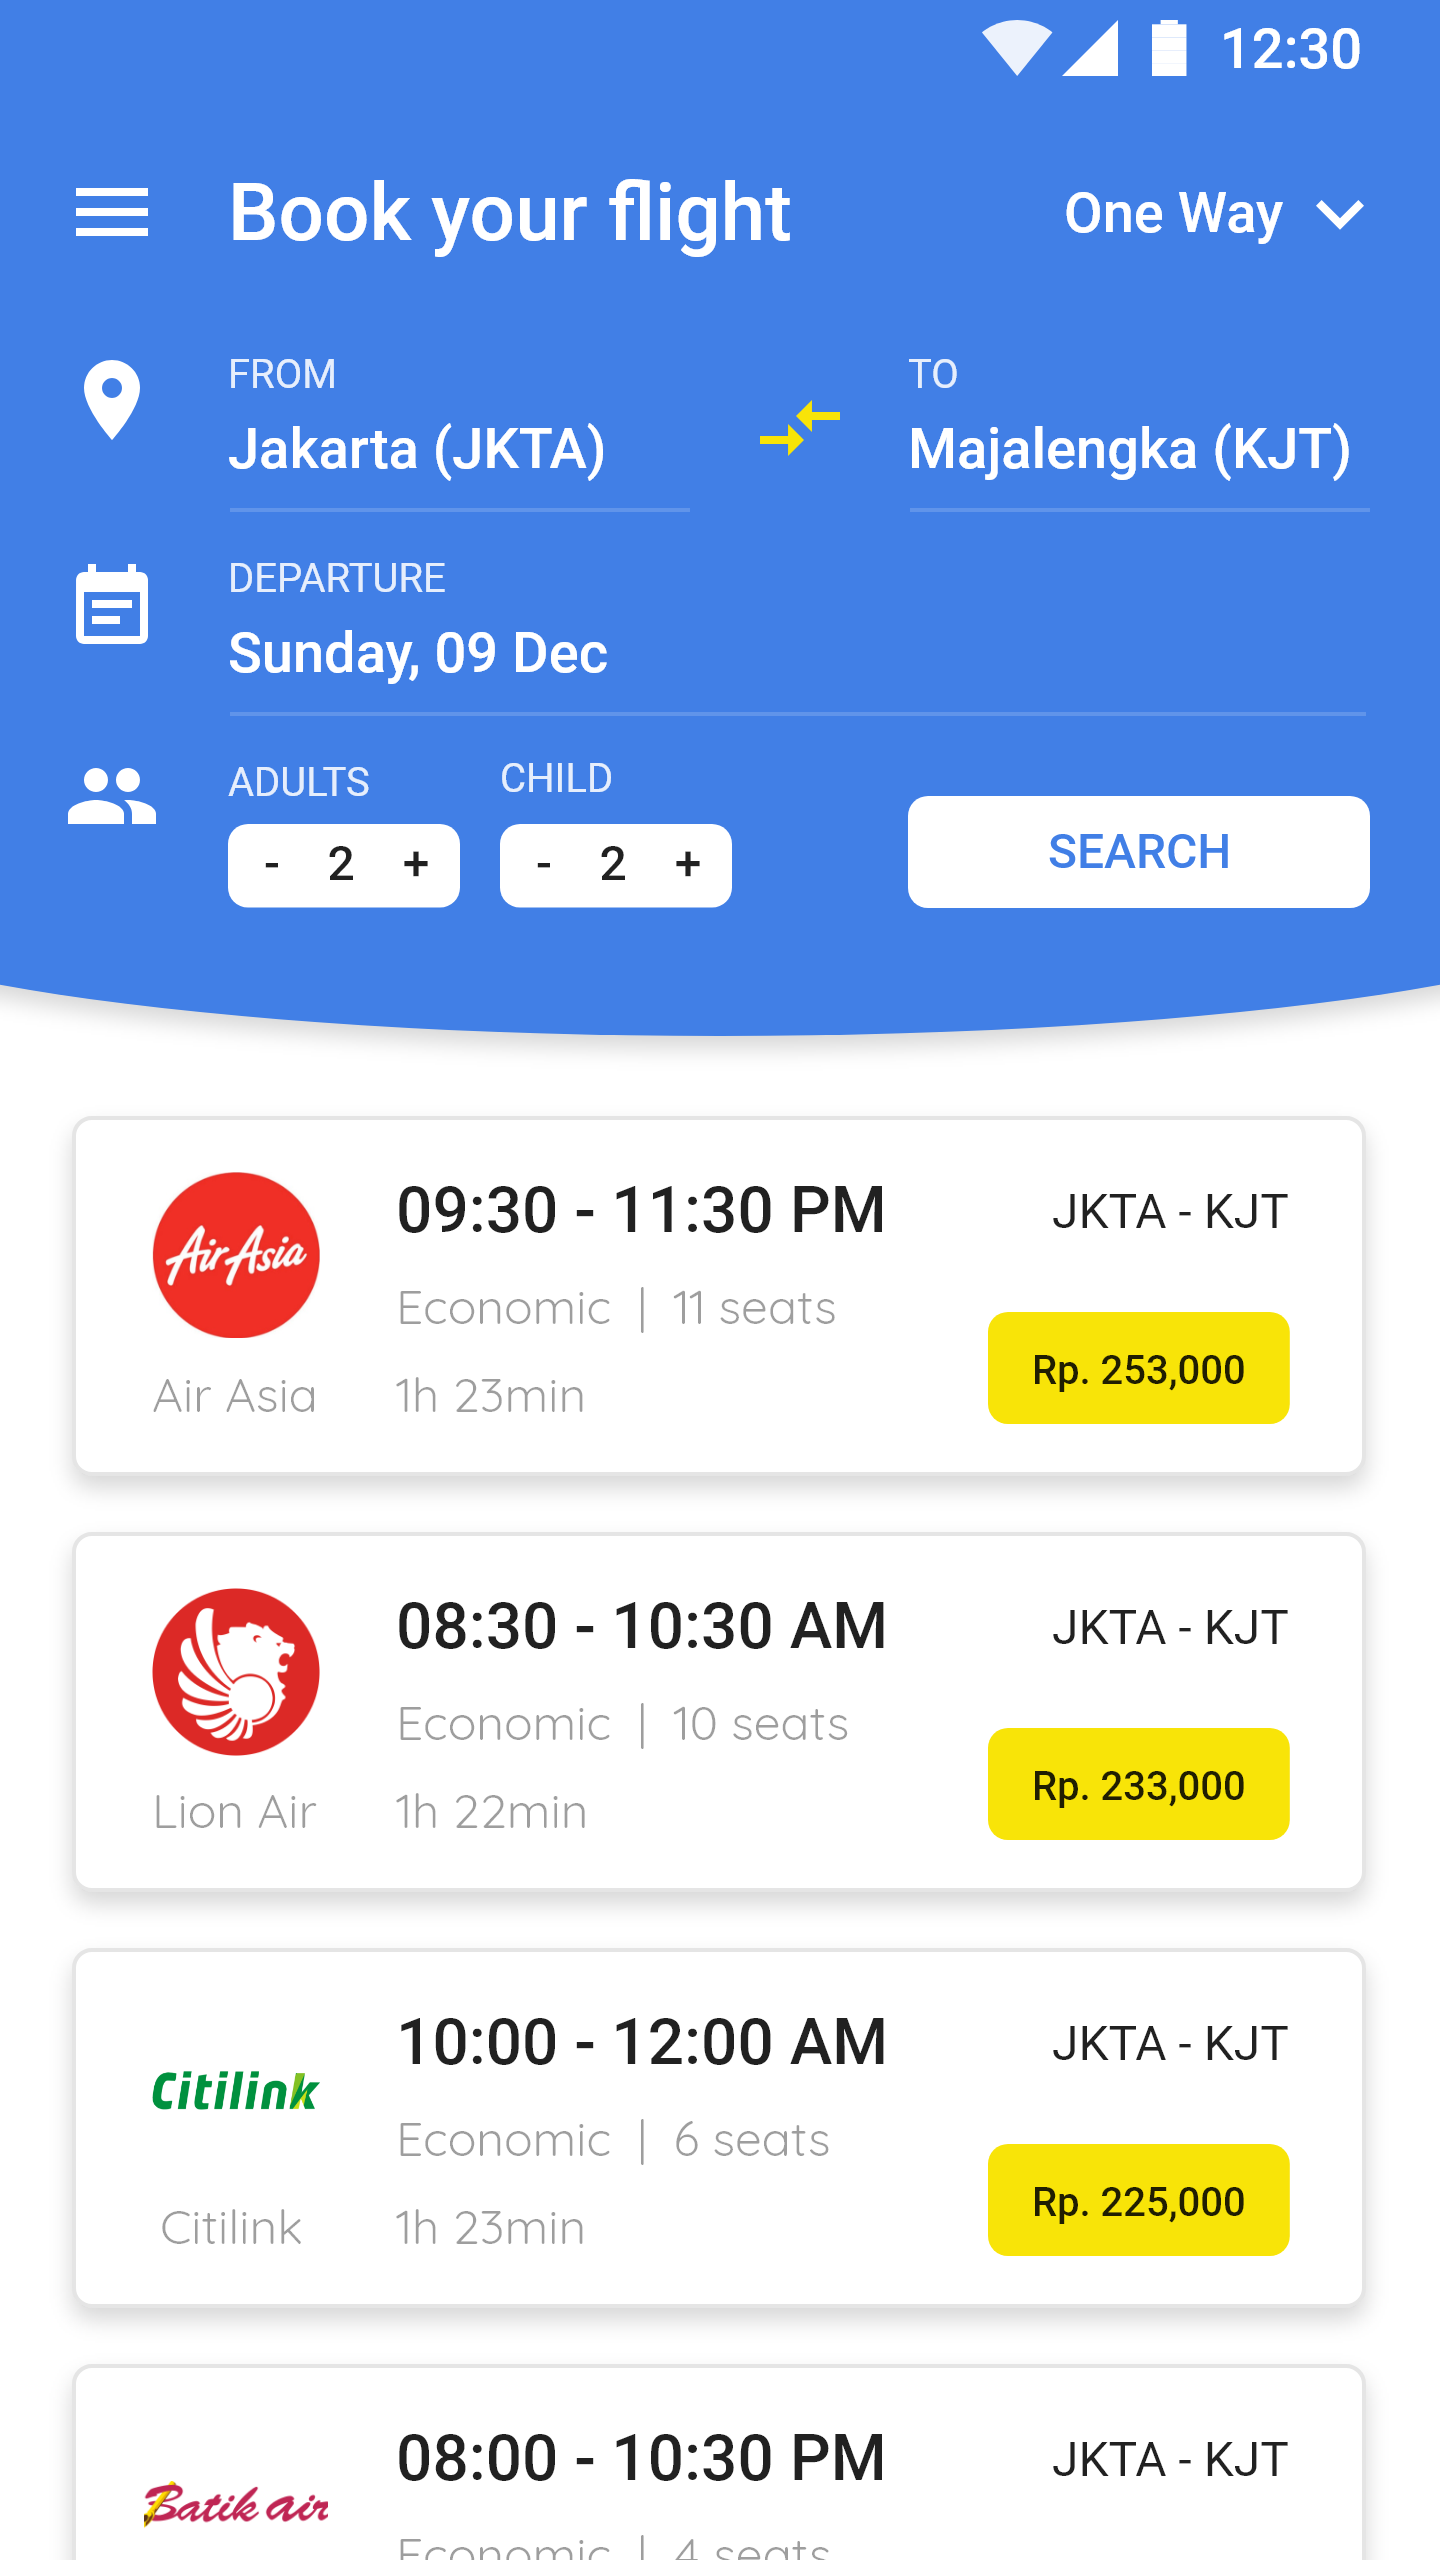 12:30
Book your flight
One Way
FROM
TO
Jakarta (JKTA)
Majalengka (KJT)
DEPARTURE
Sunday, 09 Dec
ADULTS
CHILD
- 2 +
- 2 +
SEARCH
09:30 - 11:30 PM
JKTA - KJT
AirAsia
Economic | 11 seats
Rp. 253,000
Air Asia
1h 23min
08:30 - 10:30 AM
JKTA - KJT
Economic | 10 seats
Rp. 233,000
Lion Air
1h 22min
10:00 - 12:00 AM
JKTA - KJT
Citilink
Economic | 6 seats
Rp. 225,000
Citilink
1h 23min
08:00 - 10:30 PM
JKTA - KJT
Batik air
Economic | 4 seats